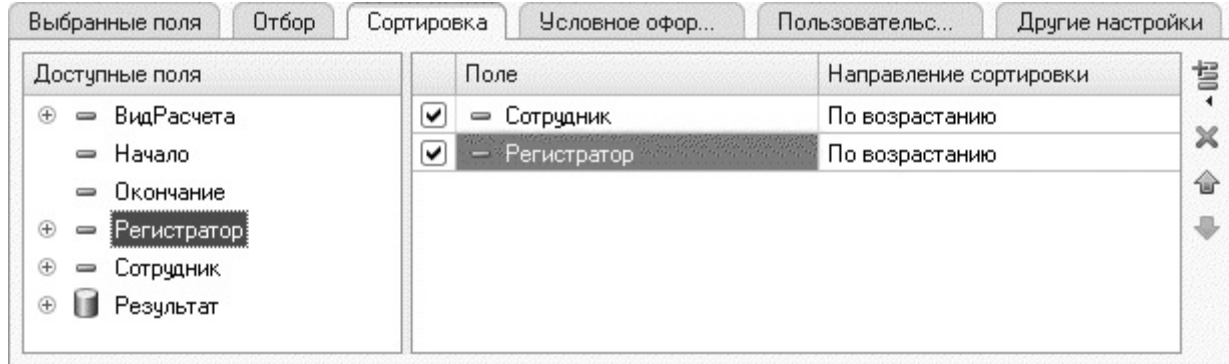 Выбранные поля Отбор Сортировка Условное офор... Пользовательс... Другие настройки
Доступные поля
ВидРасчета
Начало
Окончание
Регистратор
Сотрудник
Результат
Поле Направление сортировки
Сотрудник По возрастанию
Регистратор По возрастанию